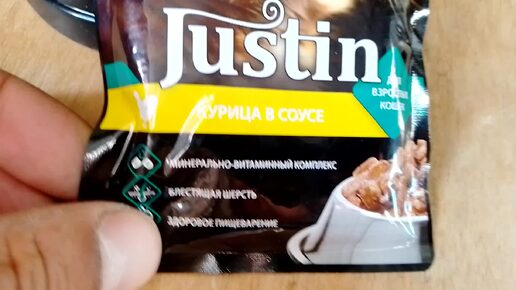 Justin
ДЛЯ
ВЗРОСЛЫХ
КОШЕК
КУРИЦА В СОУСЕ
МИНЕРАЛЬНО-ВИТАМИННЫЙ КОМПЛЕКС
БЛЕСТЯЩАЯ ШЕРСТЬ
ЗДОРОВОЕ ПИЩЕВАРЕНИЕ